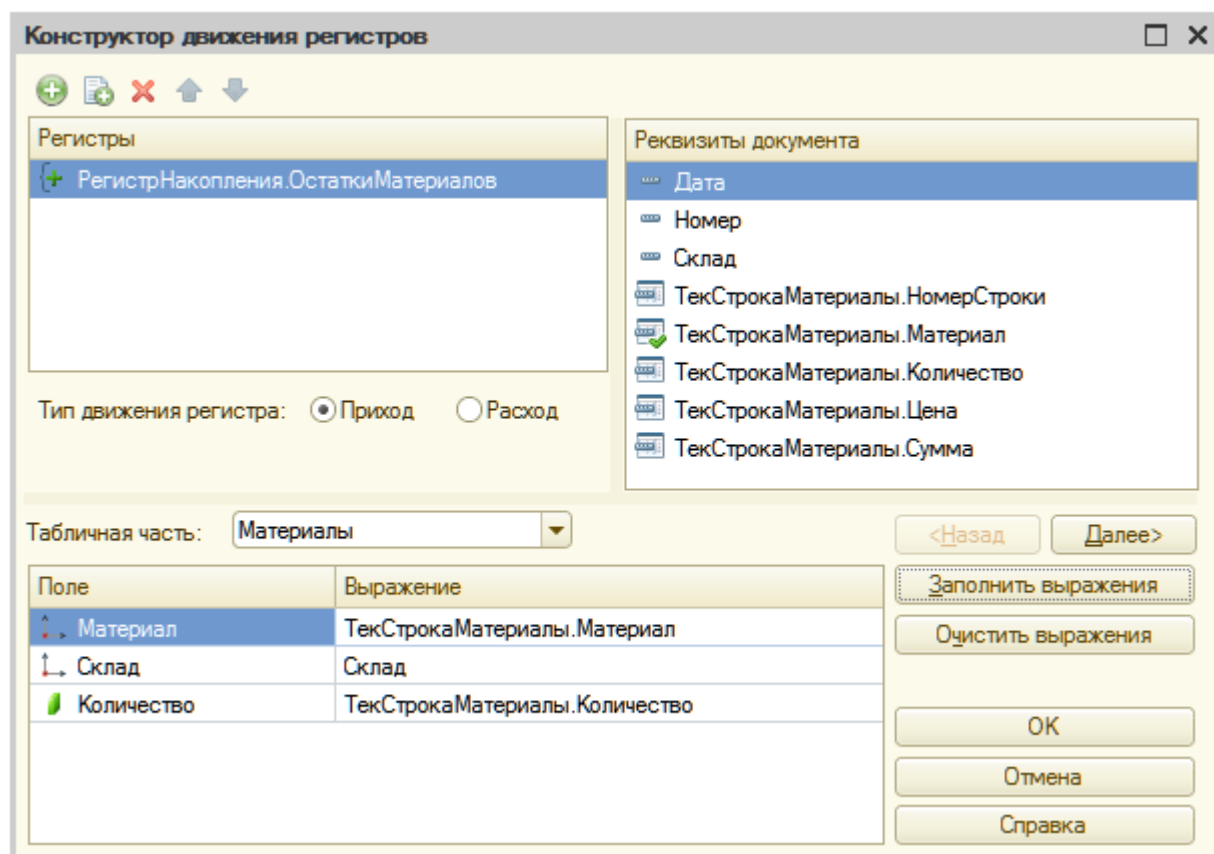 Конструктор движения регистров
Регистры
РегистрНакопления.ОстаткиМатериалов
Тип движения регистра: Приход Расход
Реквизиты документа
Дата
Номер
Склад
ТекСтрокаМатериалы.НомерСтроки
ТекСтрокаМатериалы.Материал
ТекСтрокаМатериалы.Количество
ТекСтрокаМатериалы.Цена
ТекСтрокаМатериалы.Сумма
Табличная часть: Материалы
<Назад Далее>
Поле Выражение
Материал ТекСтрокаМатериалы.Материал
Склад Склад
Количество ТекСтрокаМатериалы.Количество
Заполнить выражения
Очистить выражения
ОК
Отмена
Справка